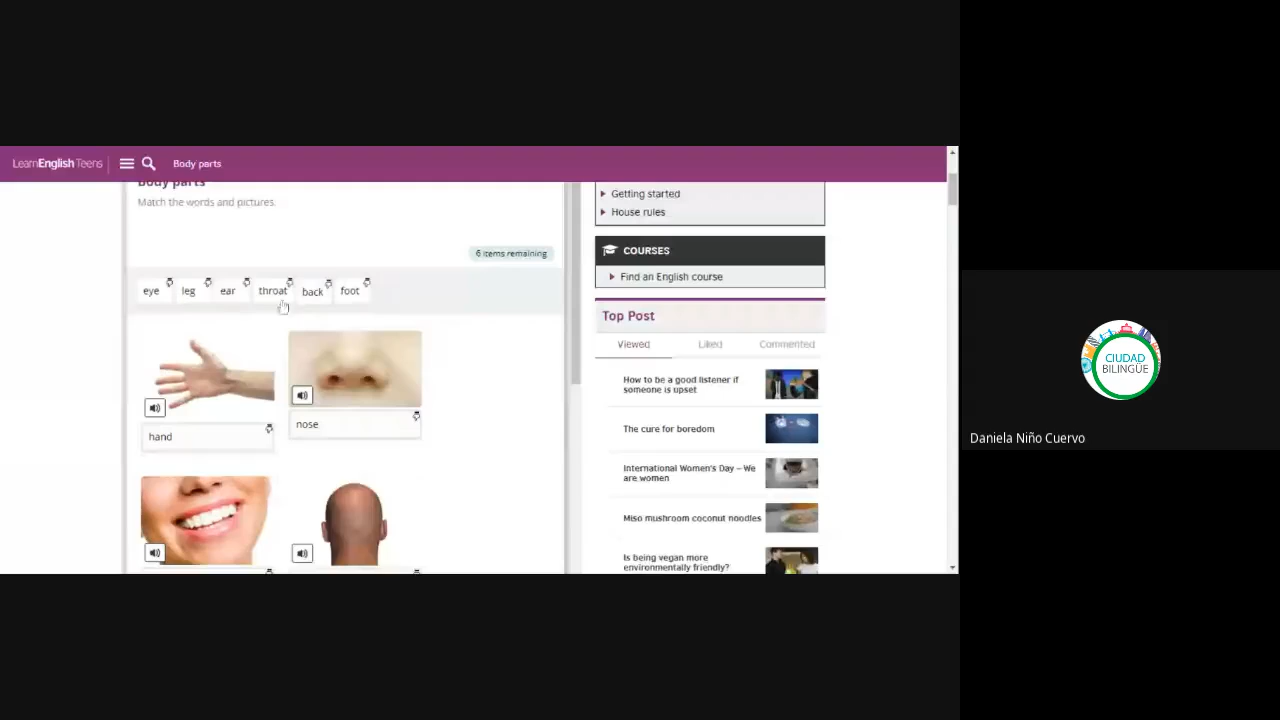 LearnEnglish Teens
Body parts
Body parts
Match the words and pictures.
6 items remaining
eye
leg
ear
throat
back
foot
hand
nose
Getting started
House rules
COURSES
Find an English course
Top Post
Viewed
Liked
Commented
How to be a good listener if
someone is upset
The cure for boredom
International Women's Day – We
are women
Miso mushroom coconut noodles
Is being vegan more
environmentally friendly?
CIUDAD
BILINGÜE
Daniela Niño Cuervo